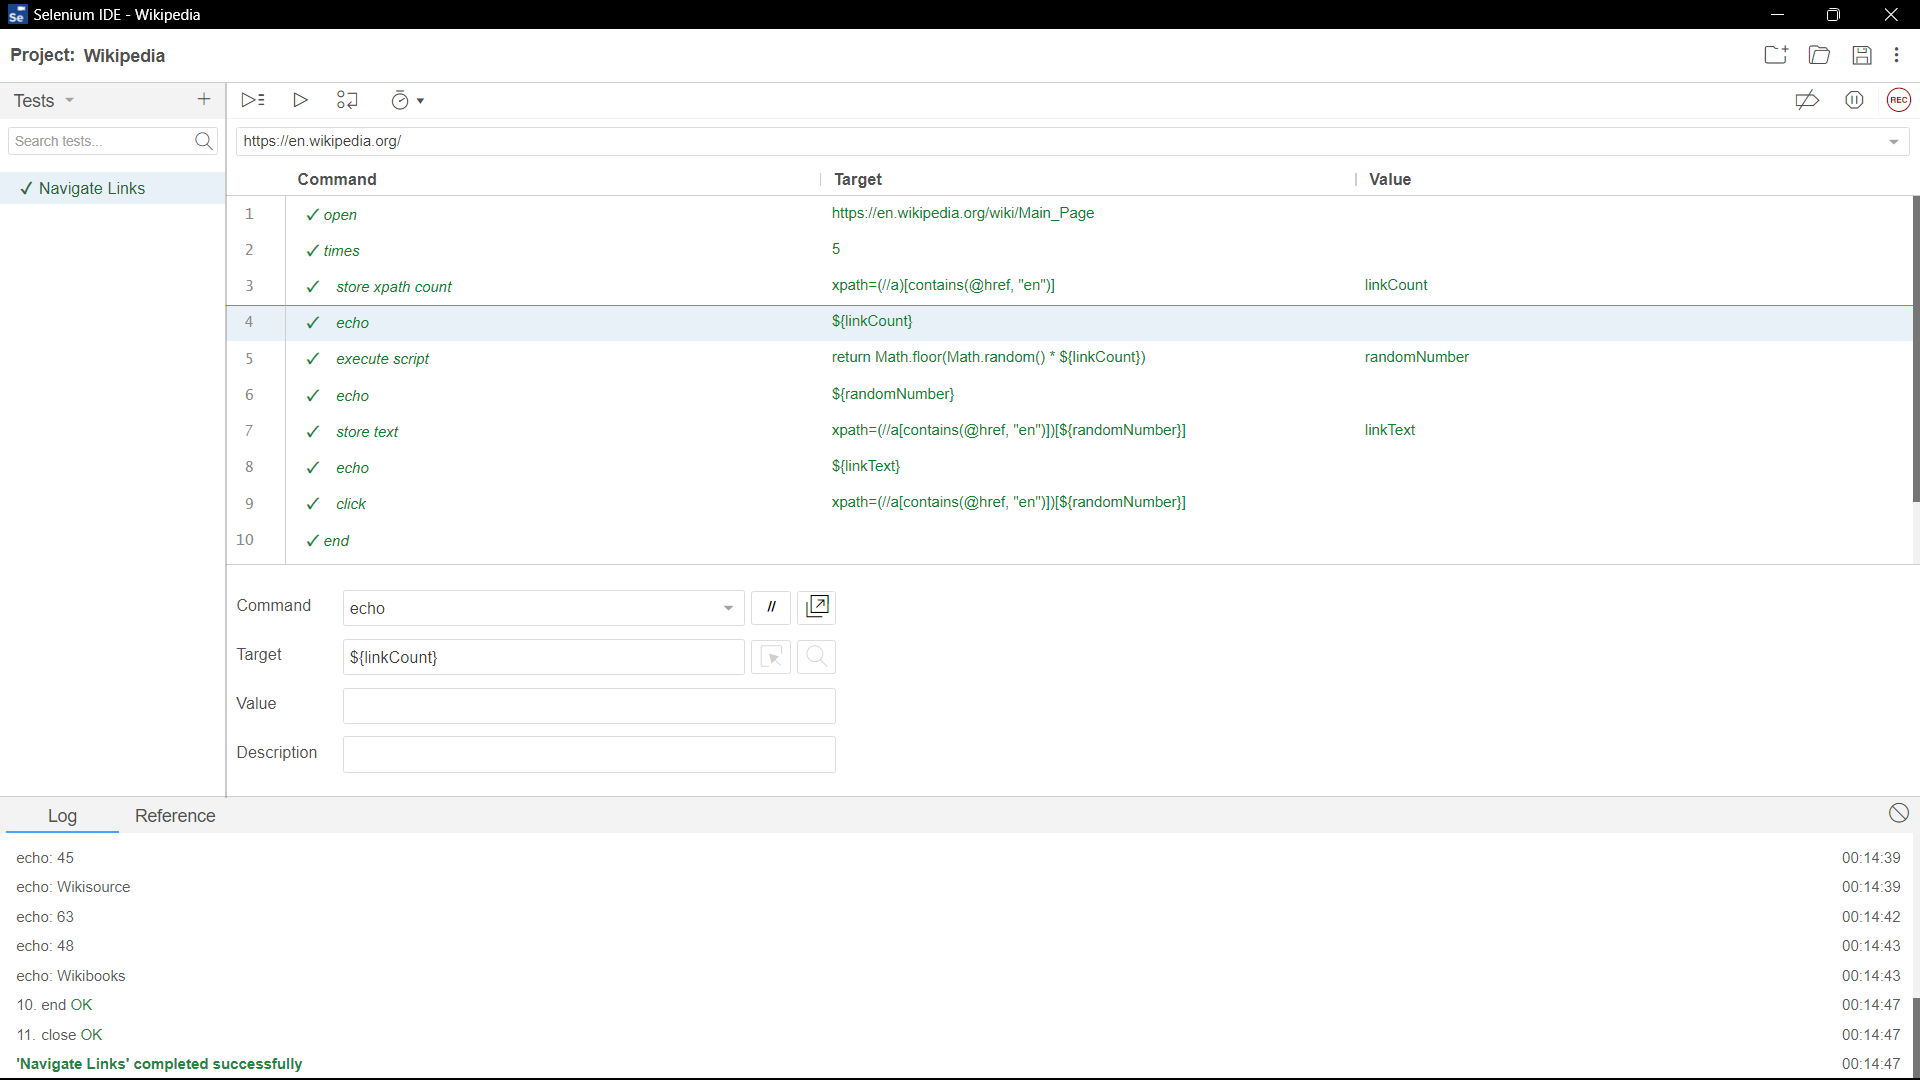 Se Selenium IDE - Wikipedia
Project: Wikipedia
Tests
Search tests...
✓ Navigate Links
REC
https://en.wikipedia.org/
Command Target Value
1 ✓ open https://en.wikipedia.org/wiki/Main_Page
2 ✓ times 5
3 ✓ store xpath count xpath=(//a)[contains(@href, "en")] linkCount
4 ✓ echo ${linkCount}
5 ✓ execute script return Math.floor(Math.random() * ${linkCount}) randomNumber
6 ✓ echo ${randomNumber}
7 ✓ store text xpath=(//a[contains(@href, "en")])[${randomNumber}] linkText
8 ✓ echo ${linkText}
9 ✓ click xpath=(//a[contains(@href, "en")])[${randomNumber}]
10 ✓ end
Command echo //
Target ${linkCount}
Value
Description
Log Reference
echo: 45 00:14:39
echo: Wikisource 00:14:39
echo: 63 00:14:42
echo: 48 00:14:43
echo: Wikibooks 00:14:43
10. end OK 00:14:47
11. close OK 00:14:47
'Navigate Links' completed successfully 00:14:47